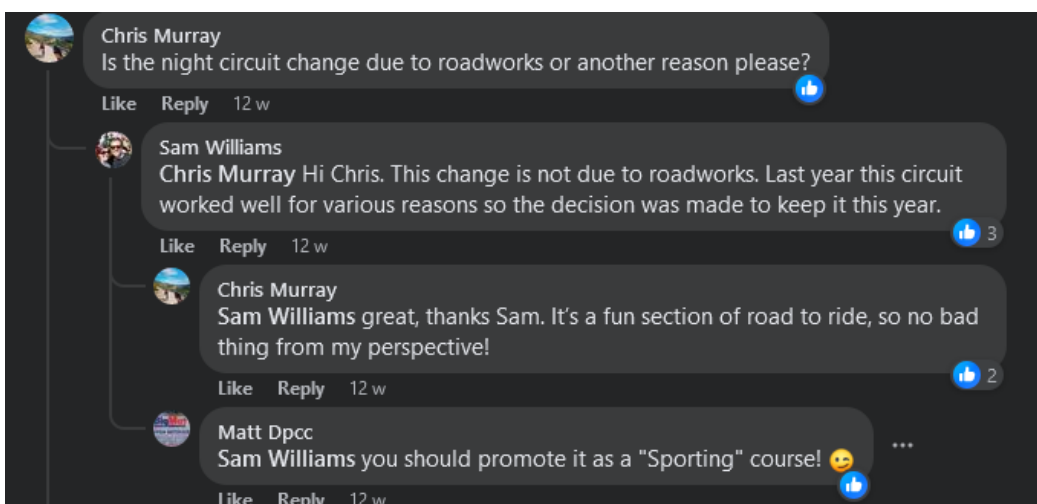 Chris Murray
Is the night circuit change due to roadworks or another reason please?
Like Reply 12 w
Sam Williams
Chris Murray Hi Chris. This change is not due to roadworks. Last year this circuit
worked well for various reasons so the decision was made to keep it this year.
3
Like Reply 12 w
Chris Murray
Sam Williams great, thanks Sam. It's a fun section of road to ride, so no bad
thing from my perspective!
2
Like Reply 12 w
Matt Dpcc
Sam Williams you should promote it as a "Sporting" course! 😉
Like Reply 12 w